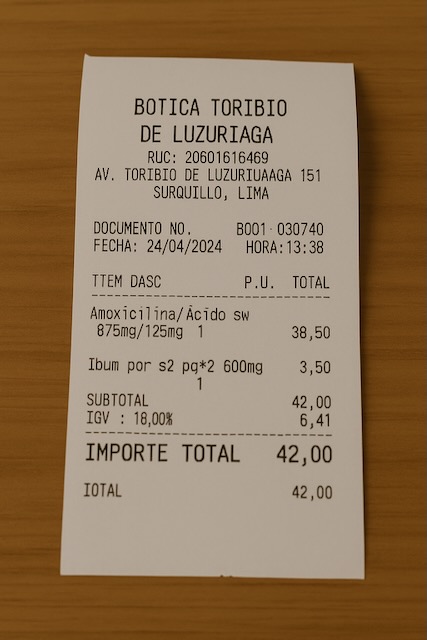 BOTICA TORIBIO
DE LUZURIAGA
RUC: 20601616469
AV. TORIBIO DE LUZURIUAAGA 151
SURQUILLO, LIMA
DOCUMENTO NO. B001-030740
FECHA: 24/04/2024 HORA:13:38
TTEM DASC P.U. TOTAL
Amoxicilina/Ácido sw
875mg/125mg 1 38,50
Ibum por s2 pq*2 600mg 3,50
1
SUBTOTAL 42,00
IGV : 18,00% 6,41
IMPORTE TOTAL 42,00
IOTAL 42,00